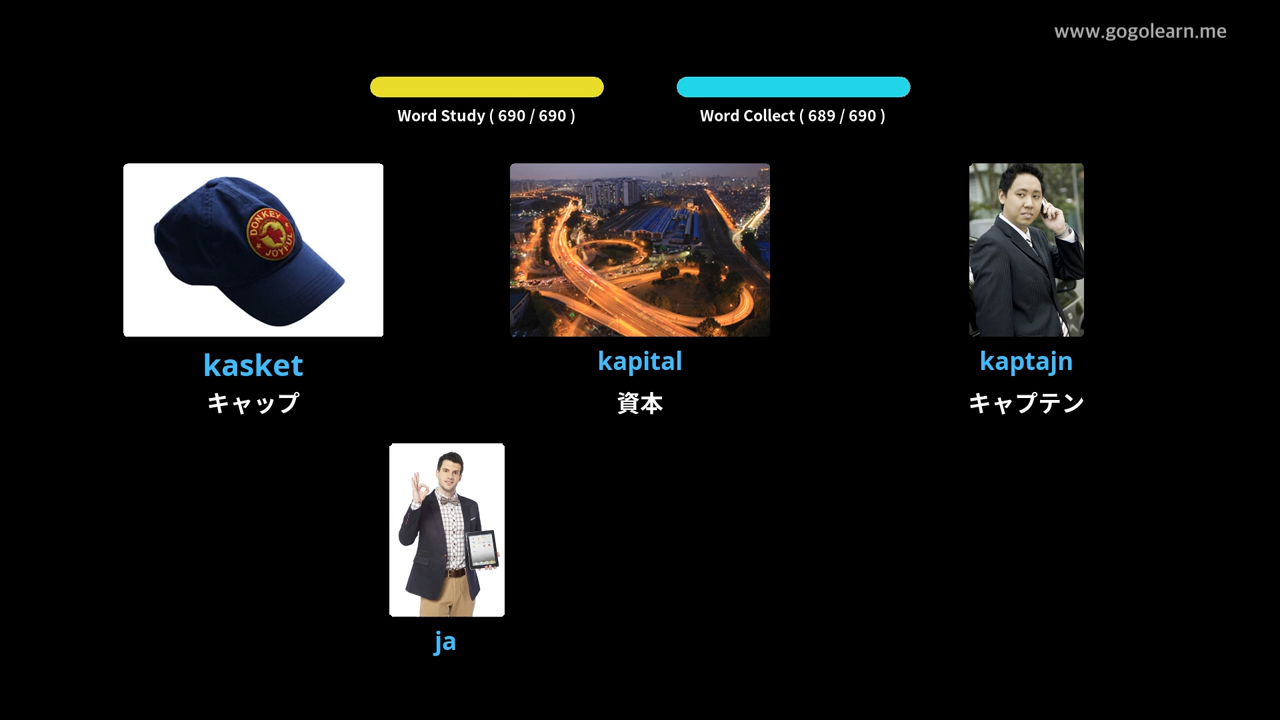 www.gogolearn.me
Word Study ( 690 / 690 )
Word Collect ( 689 / 690 )
DONKEY
JOYFUL
kasket
キャップ
kapital
資本
kaptajn
キャプテン
ja